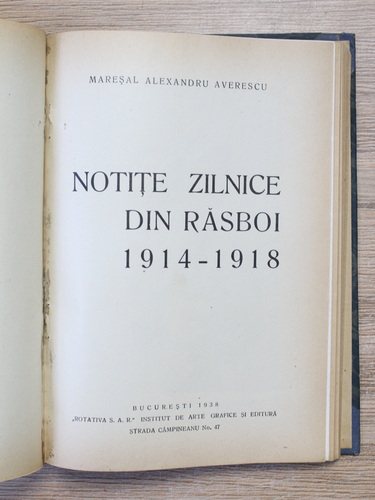 MAREȘAL ALEXANDRU AVERESCU
NOTIȚE ZILNICE
DIN RĂSBOI
1914-1918
BUCUREȘTI 1938
„ROTATIVA S. A. R." INSTITUT DE ARTE GRAFICE ȘI EDITURĂ
STRADA CÂMPINEANU No. 47